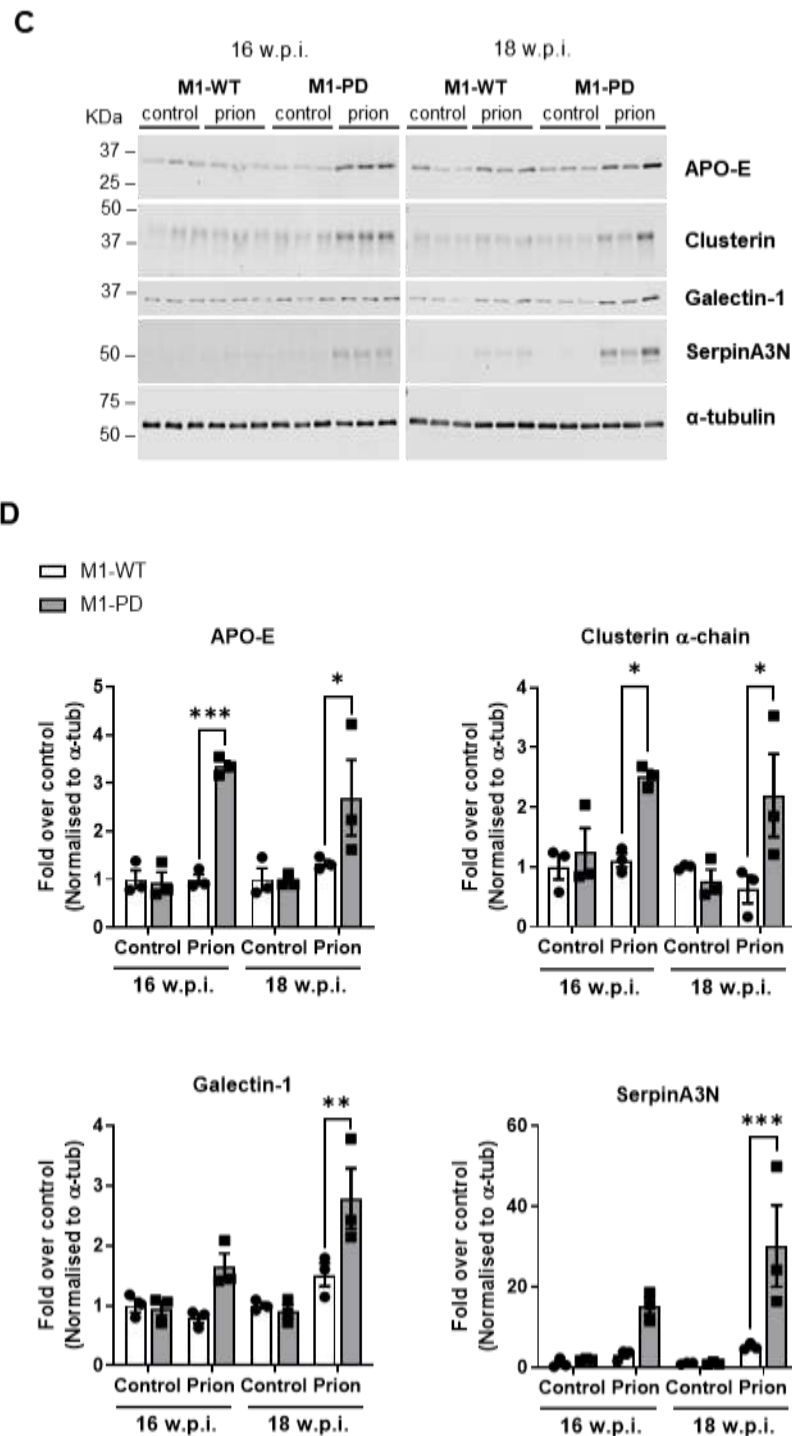 C
16 w.p.i. 18 w.p.i.
M1-WT M1-PD M1-WT M1-PD
KDa control prion control prion control prion control prion
37
25
APO-E
50
37
Clusterin
37
Galectin-1
50
SerpinA3N
75
50
α-tubulin
D
M1-WT
M1-PD
APO-E
Fold over control
(Normalised to α-tub)
5
4
3
2
1
0
***
*
Control Prion Control Prion
16 w.p.i. 18 w.p.i.
Clusterin α-chain
Fold over control
(Normalised to α-tub)
4
3
2
1
0
*
*
Control Prion Control Prion
16 w.p.i. 18 w.p.i.
Galectin-1
Fold over control
(Normalised to α-tub)
4
3
2
1
0
**
Control Prion Control Prion
16 w.p.i. 18 w.p.i.
SerpinA3N
Fold over control
(Normalised to α-tub)
60
40
20
0
***
Control Prion Control Prion
16 w.p.i. 18 w.p.i.